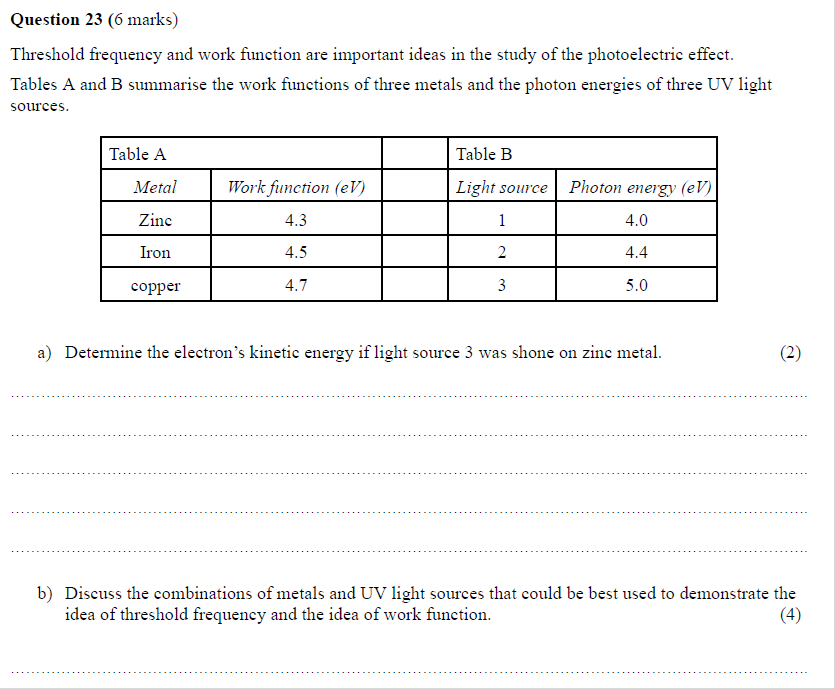 Question 23 (6 marks)
Threshold frequency and work function are important ideas in the study of the photoelectric effect.
Tables A and B summarise the work functions of three metals and the photon energies of three UV light
sources.
Table A Table B
Metal Work function (eV) Light source Photon energy (eV)
Zinc 4.3 1 4.0
Iron 4.5 2 4.4
copper 4.7 3 5.0
a) Determine the electron’s kinetic energy if light source 3 was shone on zinc metal. (2)
b) Discuss the combinations of metals and UV light sources that could be best used to demonstrate the
idea of threshold frequency and the idea of work function. (4)